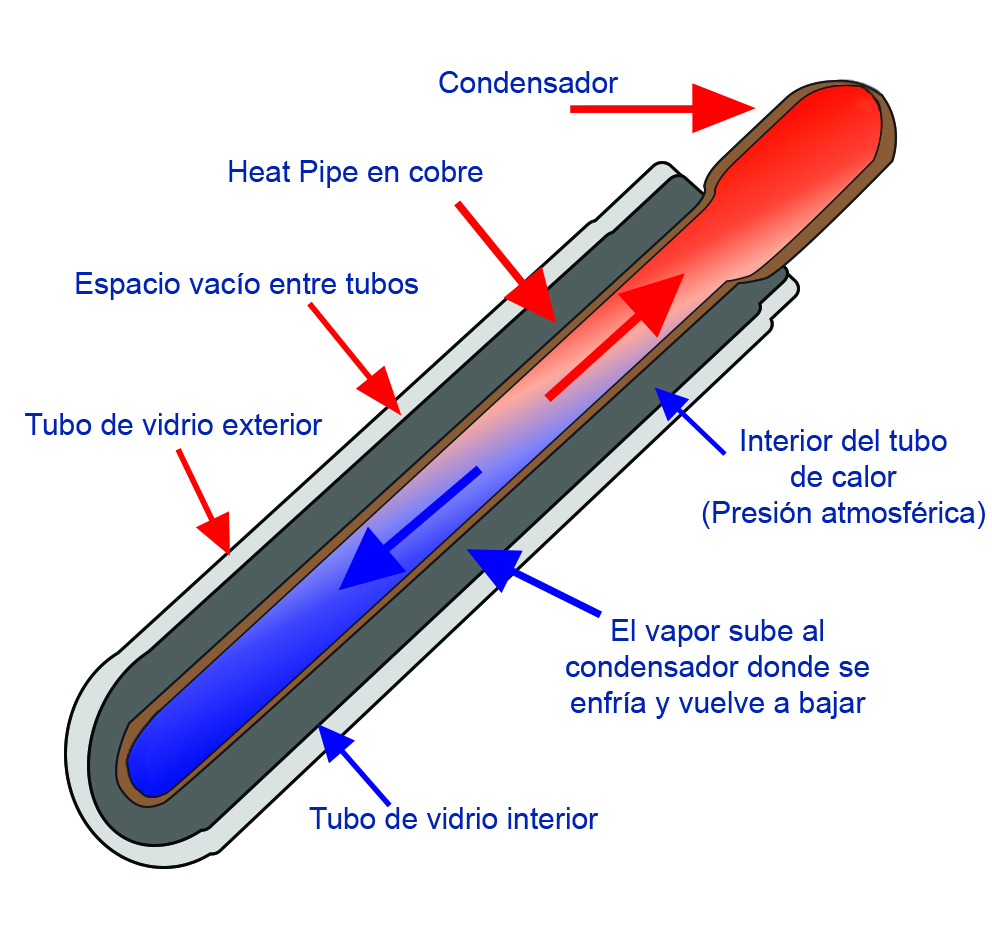 Condensador
Heat Pipe en cobre
Espacio vacío entre tubos
Tubo de vidrio exterior
Interior del tubo
de calor
(Presión atmosférica)
El vapor sube al
condensador donde se
enfría y vuelve a bajar
Tubo de vidrio interior